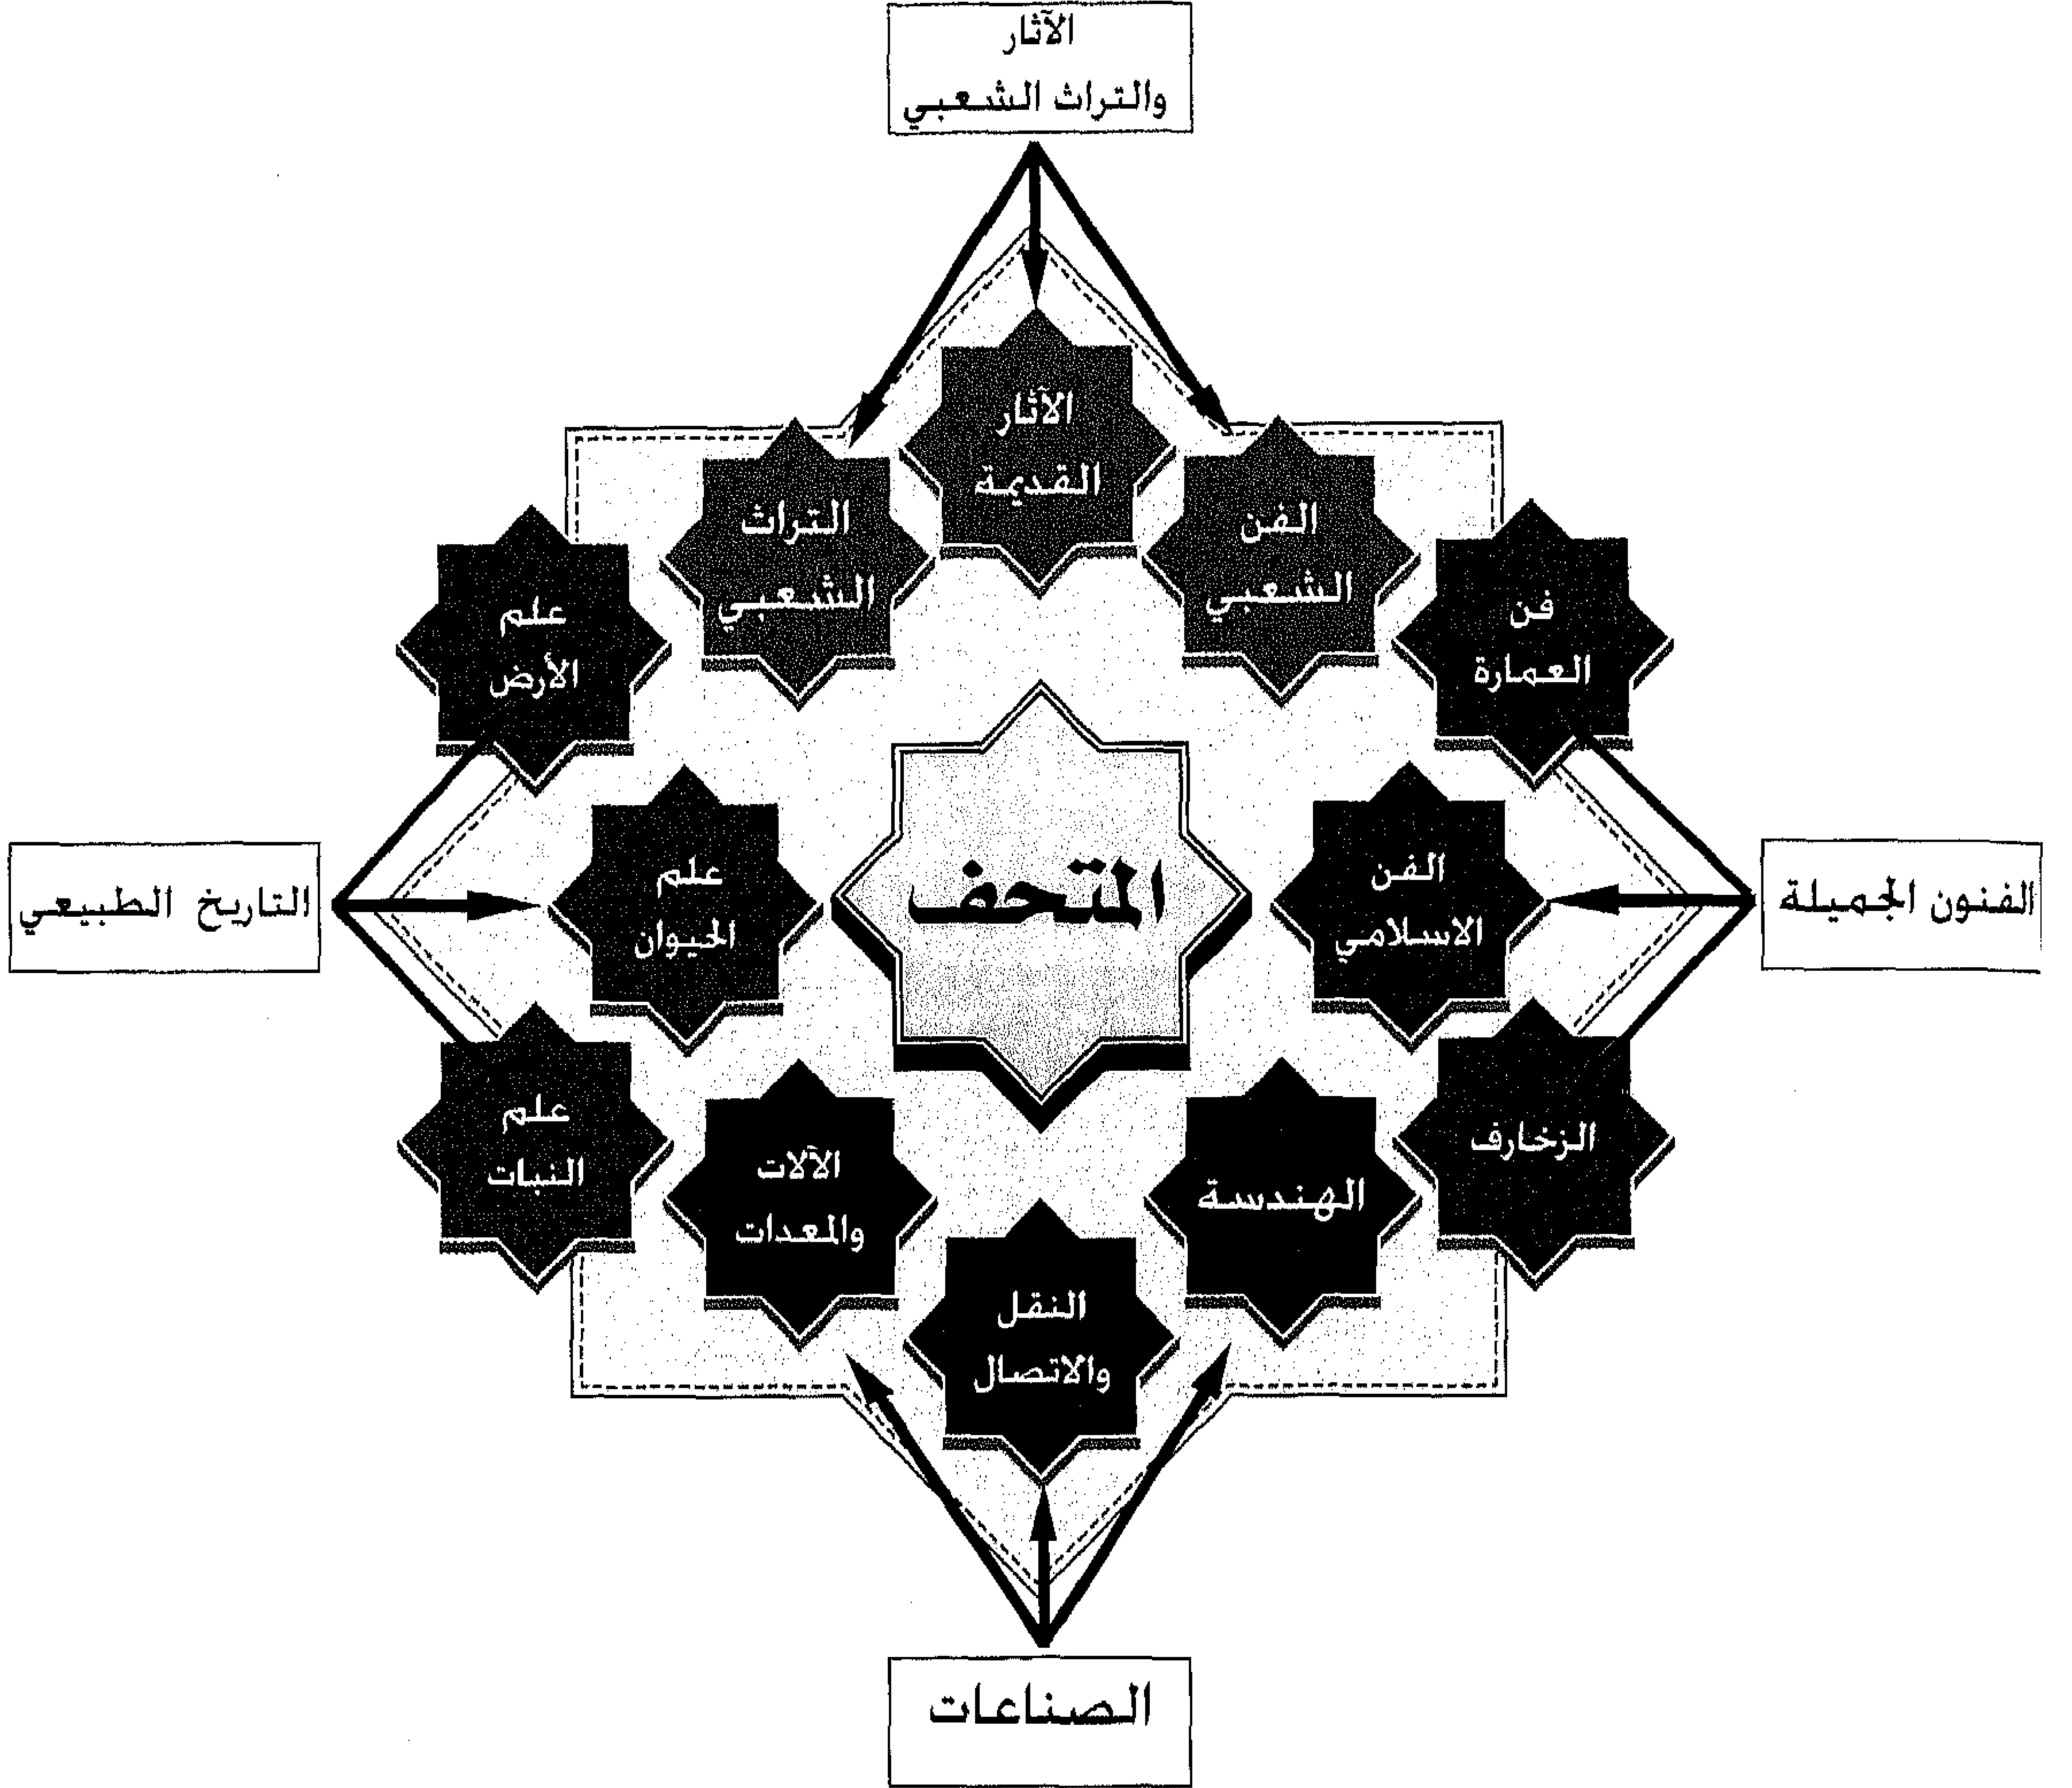 الآثار
والتراث الشعبي
الآثار
القديمة
الفن
الشعبي
التراث
الشعبي
فن
العمارة
علم
الأرض
المتحف
الفن
الاسلامي
علم
الحيوان
الفنون الجميلة
التاريخ الطبيعي
الزخارف
علم
النبات
الهندسة
الآلات
والمعدات
النقل
والاتصال
الصناعات